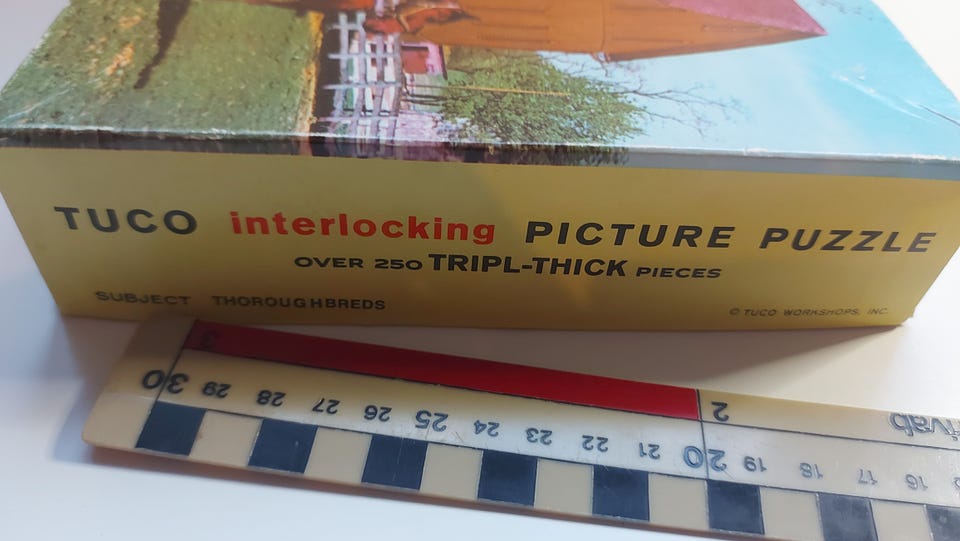 TUCO interlocking PICTURE PUZZLE
OVER 250 TRIPL-THICK PIECES
SUBJECT THOROUGHBREDS
© TUCO WORKSHOPS, INC.
3 2
30 29 28 27 26 25 24 23 22 21 20 19 18 17 16